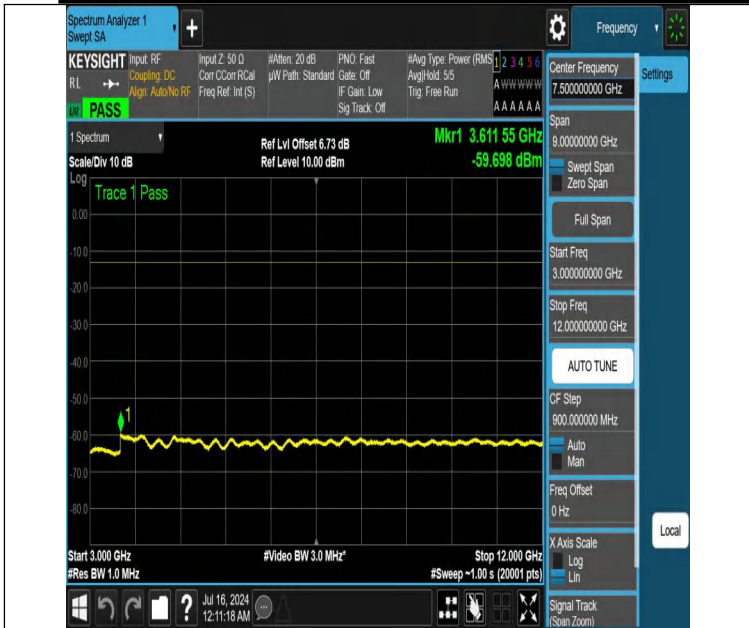 Spectrum Analyzer 1
Swept SA
+
Frequency
KEYSIGHT
RL
PASS
Input: RF
Coupling: DC
Align: Auto/No RF
Input Z: 50 Ω
Corr CCorr RCal
Freq Ref: Int (S)
#Atten: 20 dB
µW Path: Standard
PNO: Fast
Gate: Off
IF Gain: Low
Sig Track: Off
#Avg Type: Power (RMS
Avg|Hold: 5/5
Trig: Free Run
1 2 3 4 5 6
A W W W W W
A A A A A A
1 Spectrum
Scale/Div 10 dB
Ref Lvl Offset 6.73 dB
Ref Level 10.00 dBm
Mkr1 3.611 55 GHz
-59.698 dBm
Log
Trace 1 Pass
0.00
-10.0
-20.0
-30.0
-40.0
-50.0
-60.0
-70.0
-80.0
1
Start 3.000 GHz
#Res BW 1.0 MHz
#Video BW 3.0 MHz*
Stop 12.000 GHz
#Sweep ~1.00 s (20001 pts)
Jul 16, 2024
12:11:18 AM
Center Frequency
7.500000000 GHz
Settings
Span
9.00000000 GHz
Swept Span
Zero Span
Full Span
Start Freq
3.000000000 GHz
Stop Freq
12.000000000 GHz
AUTO TUNE
CF Step
900.000000 MHz
Auto
Man
Freq Offset
0 Hz
X Axis Scale
Log
Lin
Local
Signal Track
(Span Zoom)